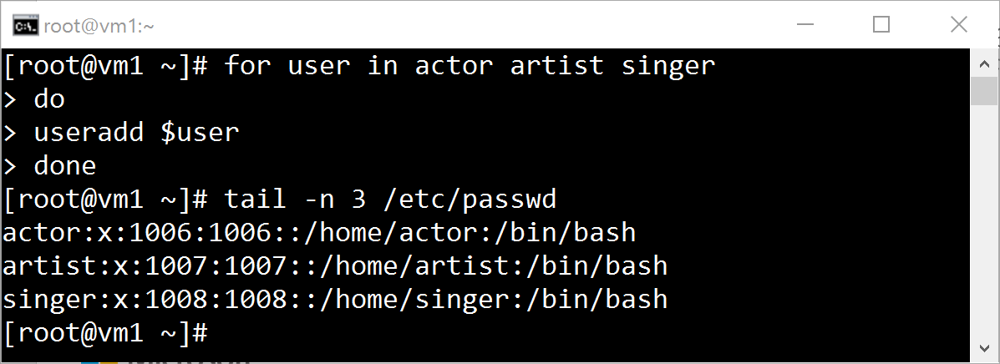 root@vm1:~
[root@vm1 ~]# for user in actor artist singer
> do
> useradd $user
> done
[root@vm1 ~]# tail -n 3 /etc/passwd
actor:x:1006:1006::/home/actor:/bin/bash
artist:x:1007:1007::/home/artist:/bin/bash
singer:x:1008:1008::/home/singer:/bin/bash
[root@vm1 ~]#